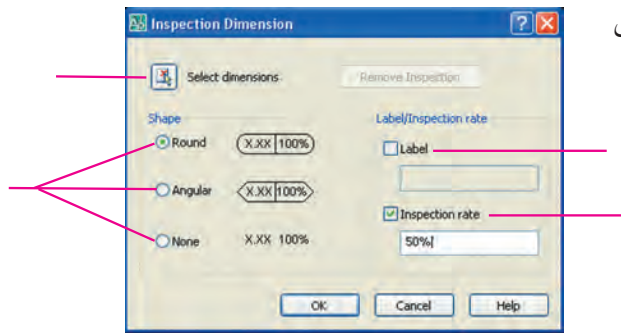 Inspection Dimension
Select dimensions
Remove Inspection
Shape
Label/Inspection rate
Round
X.XX 100%
Label
Angular
X.XX 100%
Inspection rate
None
X.XX 100%
50%
OK
Cancel
Help